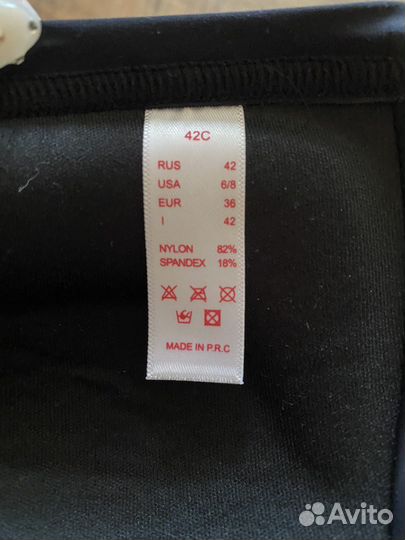 42C
RUS 42
USA 6/8
EUR 36
I 42
NYLON 82%
SPANDEX 18%
MADE IN P.R.C
Avito